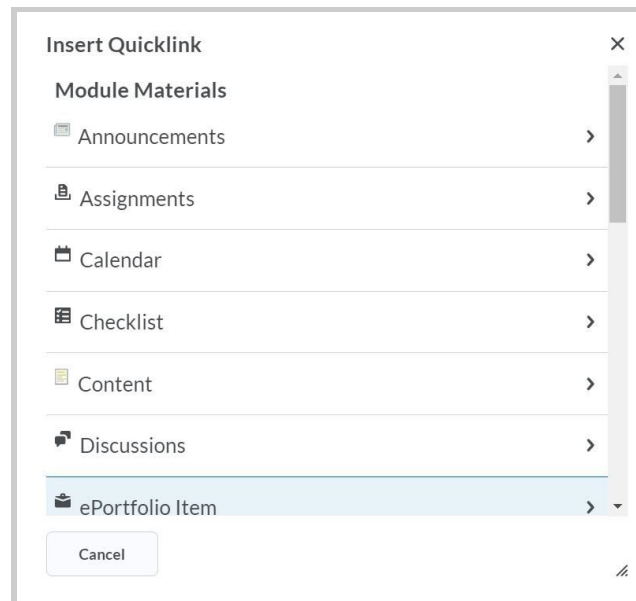 Insert Quicklink
Module Materials
Announcements
Assignments
Calendar
Checklist
Content
Discussions
ePortfolio Item
Cancel